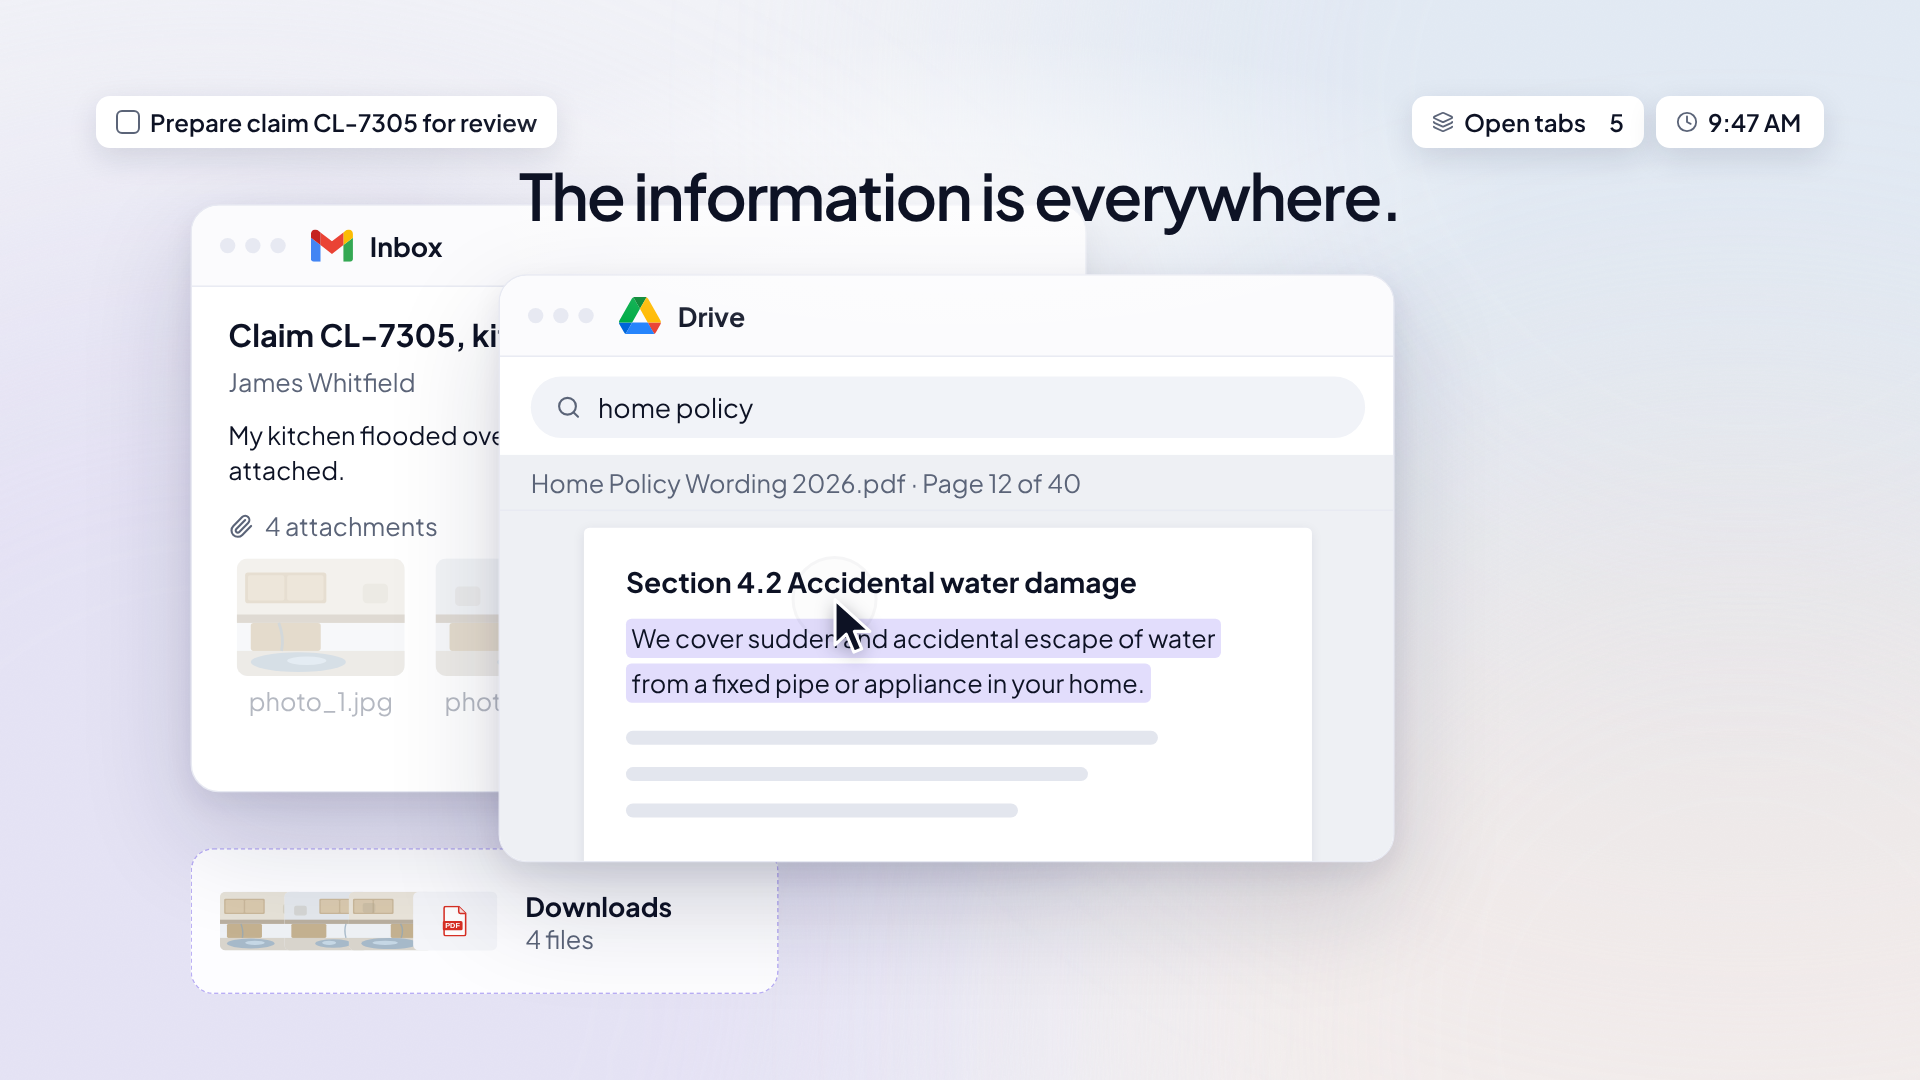 Prepare claim CL-7305 for review
Open tabs 5
9:47 AM
The information is everywhere.
Inbox
Claim CL-7305, ki
James Whitfield
My kitchen flooded ove
attached.
4 attachments
photo_1.jpg
phot
Drive
home policy
Home Policy Wording 2026.pdf · Page 12 of 40
Section 4.2 Accidental water damage
We cover sudden and accidental escape of water
from a fixed pipe or appliance in your home.
PDF
Downloads
4 files